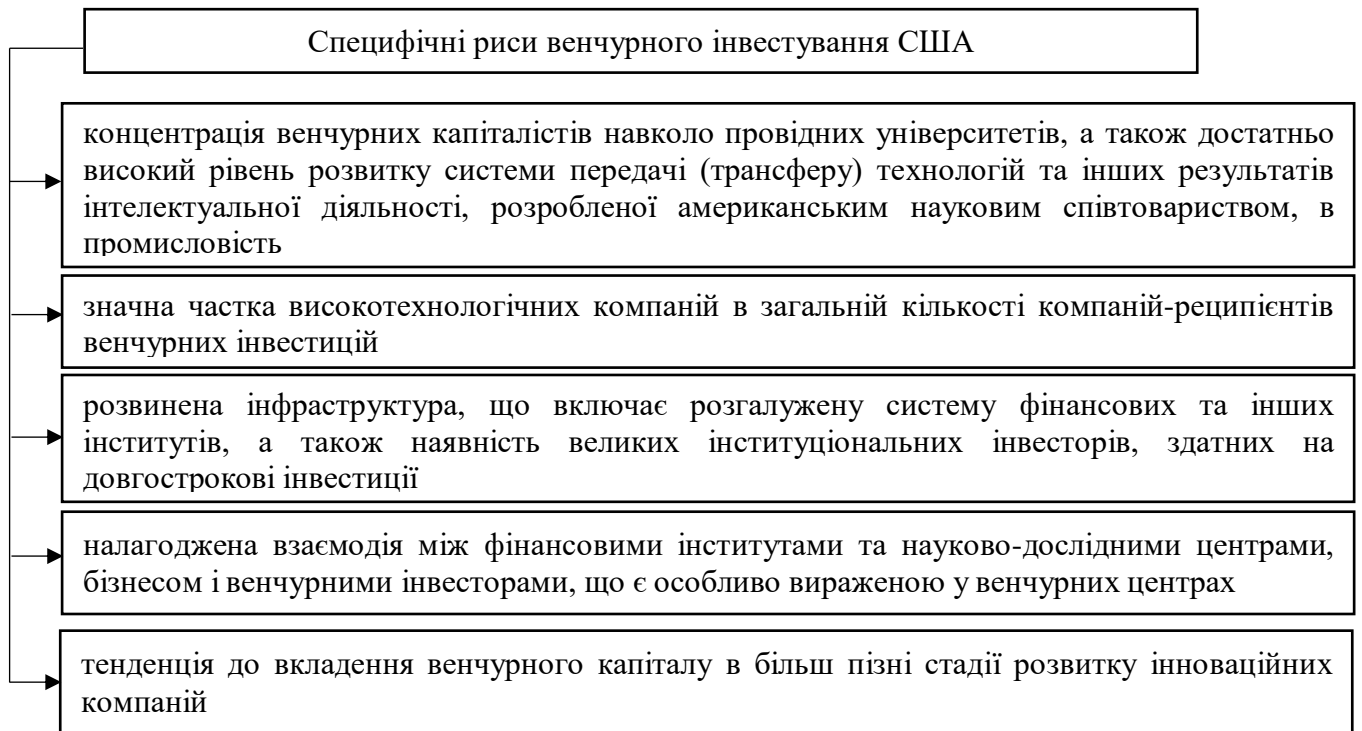 Специфічні риси венчурного інвестування США
концентрація венчурних капіталістів навколо провідних університетів, а також достатньо
високий рівень розвитку системи передачі (трансферу) технологій та інших результатів
інтелектуальної діяльності, розробленої американським науковим співтовариством, в
промисловість
значна частка високотехнологічних компаній в загальній кількості компаній-реципієнтів
венчурних інвестицій
розвинена інфраструктура, що включає розгалужену систему фінансових та інших
інститутів, а також наявність великих інституціональних інвесторів, здатних на
довгострокові інвестиції
налагоджена взаємодія між фінансовими інститутами та науково-дослідними центрами,
бізнесом і венчурними інвесторами, що є особливо вираженою у венчурних центрах
тенденція до вкладення венчурного капіталу в більш пізні стадії розвитку інноваційних
компаній